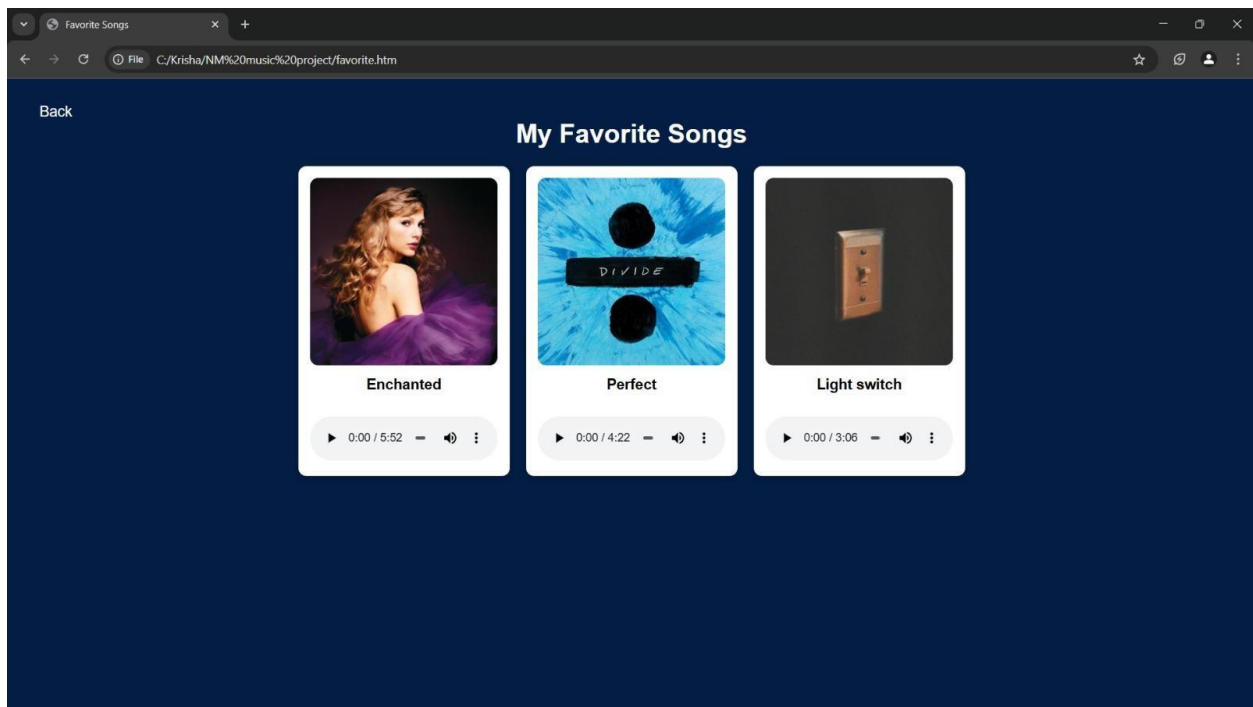 Favorite Songs
File C:/Krisha/NM%20music%20project/favorite.htm
Back
My Favorite Songs
DIVIDE
Enchanted
Perfect
Light switch
0:00 / 5:52
0:00 / 4:22
0:00 / 3:06